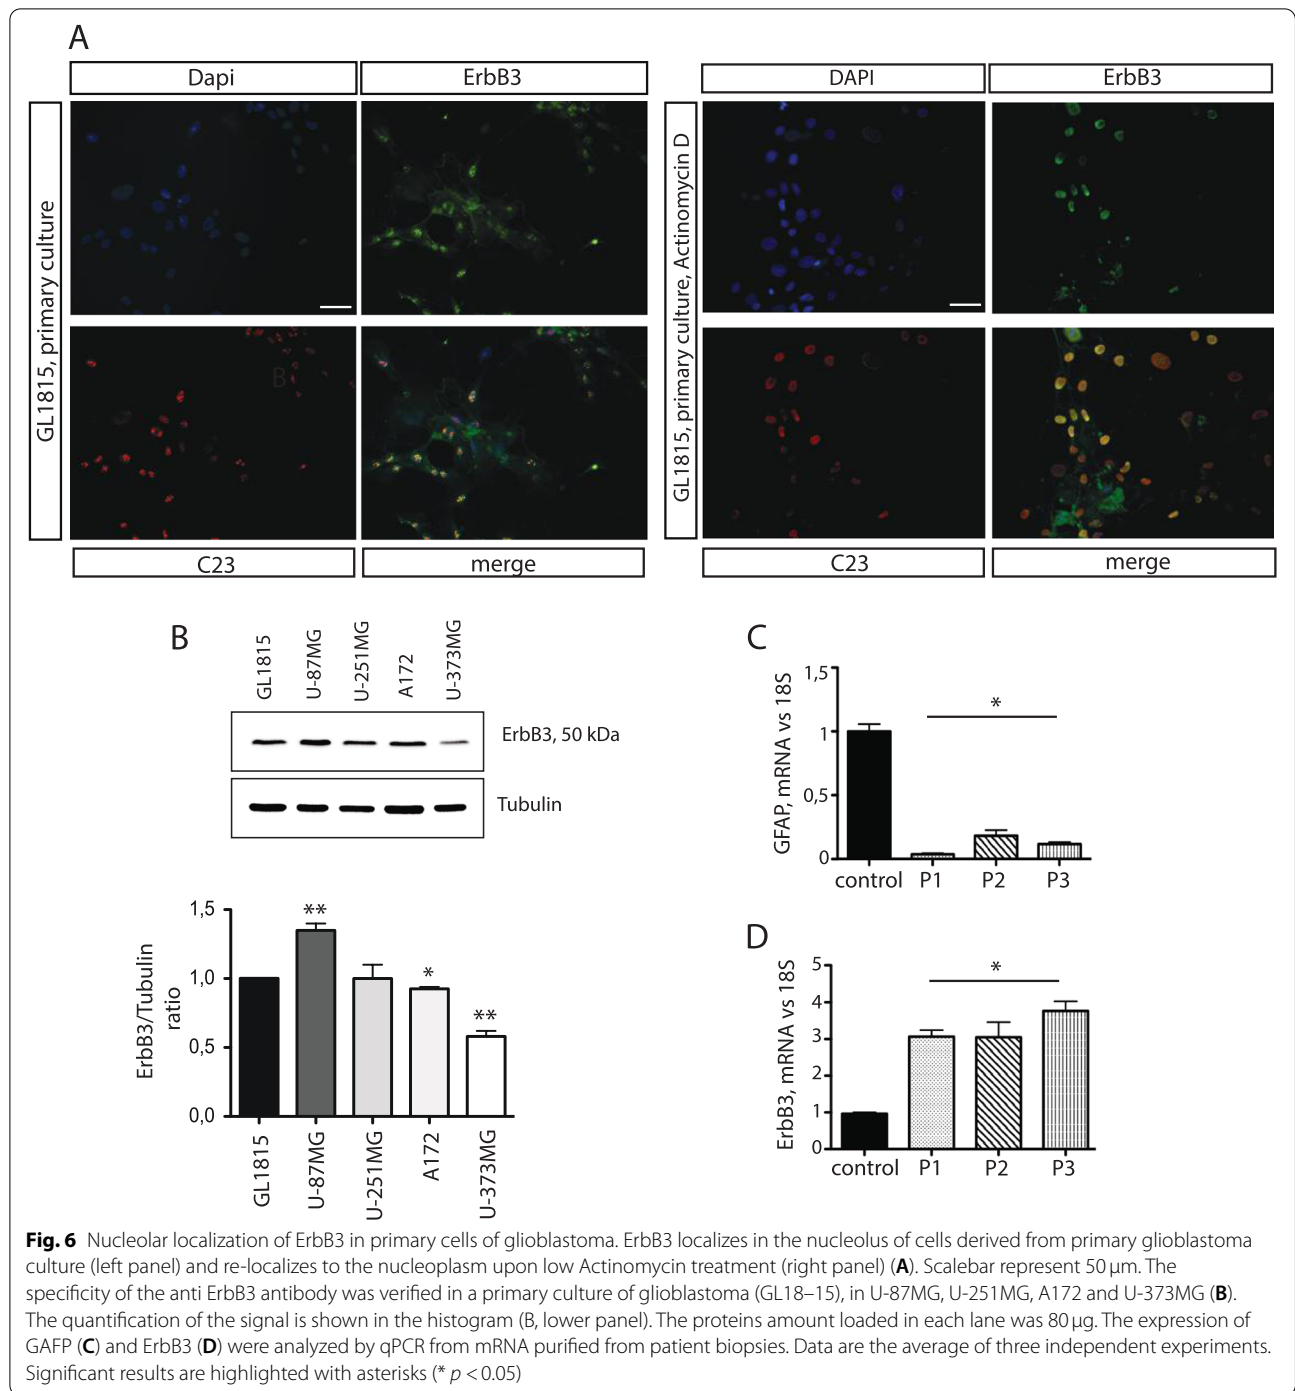 A
Dapi
ErbB3
GL1815, primary culture
C23
merge
B
DAPI
ErbB3
GL1815, primary culture, Actinomycin D
C23
merge
B
GL1815
U-87MG
U-251MG
A172
U-373MG
ErbB3, 50 kDa
Tubulin
ErbB3/Tubulin
ratio
1,5
1,0
0,5
0,0
**
*
**
GL1815
U-87MG
U-251MG
A172
U-373MG
C
GFAP, mRNA vs 18S
1,5
1
0,5
0
*
control P1 P2 P3
D
ErbB3, mRNA vs 18S
5
4
3
2
1
0
*
control P1 P2 P3
Fig. 6 Nucleolar localization of ErbB3 in primary cells of glioblastoma. ErbB3 localizes in the nucleolus of cells derived from primary glioblastoma
culture (left panel) and re-localizes to the nucleoplasm upon low Actinomycin treatment (right panel) (A). Scalebar represent 50 μm. The
specificity of the anti ErbB3 antibody was verified in a primary culture of glioblastoma (GL18–15), in U-87MG, U-251MG, A172 and U-373MG (B).
The quantification of the signal is shown in the histogram (B, lower panel). The proteins amount loaded in each lane was 80 μg. The expression of
GAFP (C) and ErbB3 (D) were analyzed by qPCR from mRNA purified from patient biopsies. Data are the average of three independent experiments.
Significant results are highlighted with asterisks (* p < 0.05)